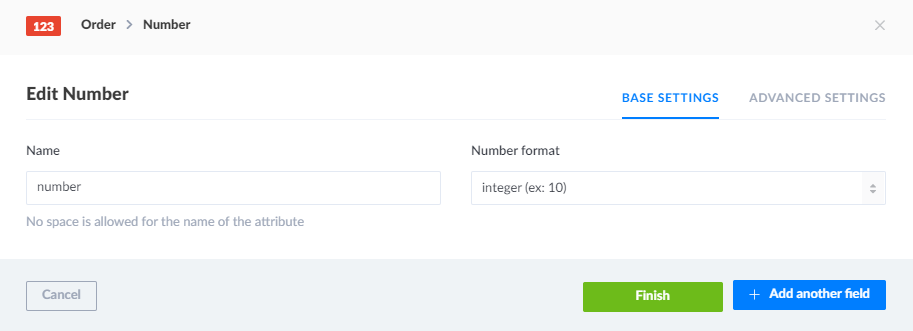 123 Order > Number
Edit Number
BASE SETTINGS ADVANCED SETTINGS
Name Number format
number integer (ex: 10)
No space is allowed for the name of the attribute
Cancel Finish + Add another field